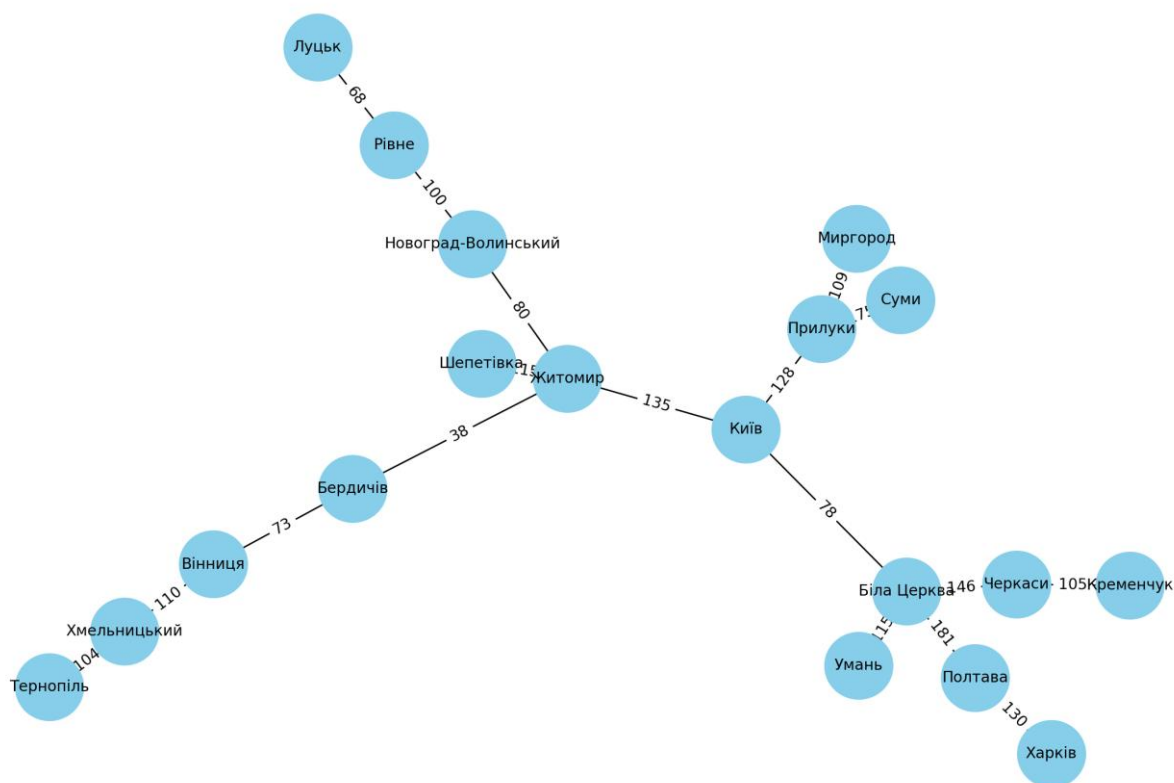 Луцьк
68
Рівне
100
Новоград-Волинський
80
Миргород
109
Суми
Прилуки
128
Шепетівка
Житомир
135
Київ
38
Бердичів
73
Вінниця
110
Хмельницький
104
Тернопіль
78
Біла Церква
146
Черкаси
105
Кременчук
115
Умань
181
Полтава
130
Харків